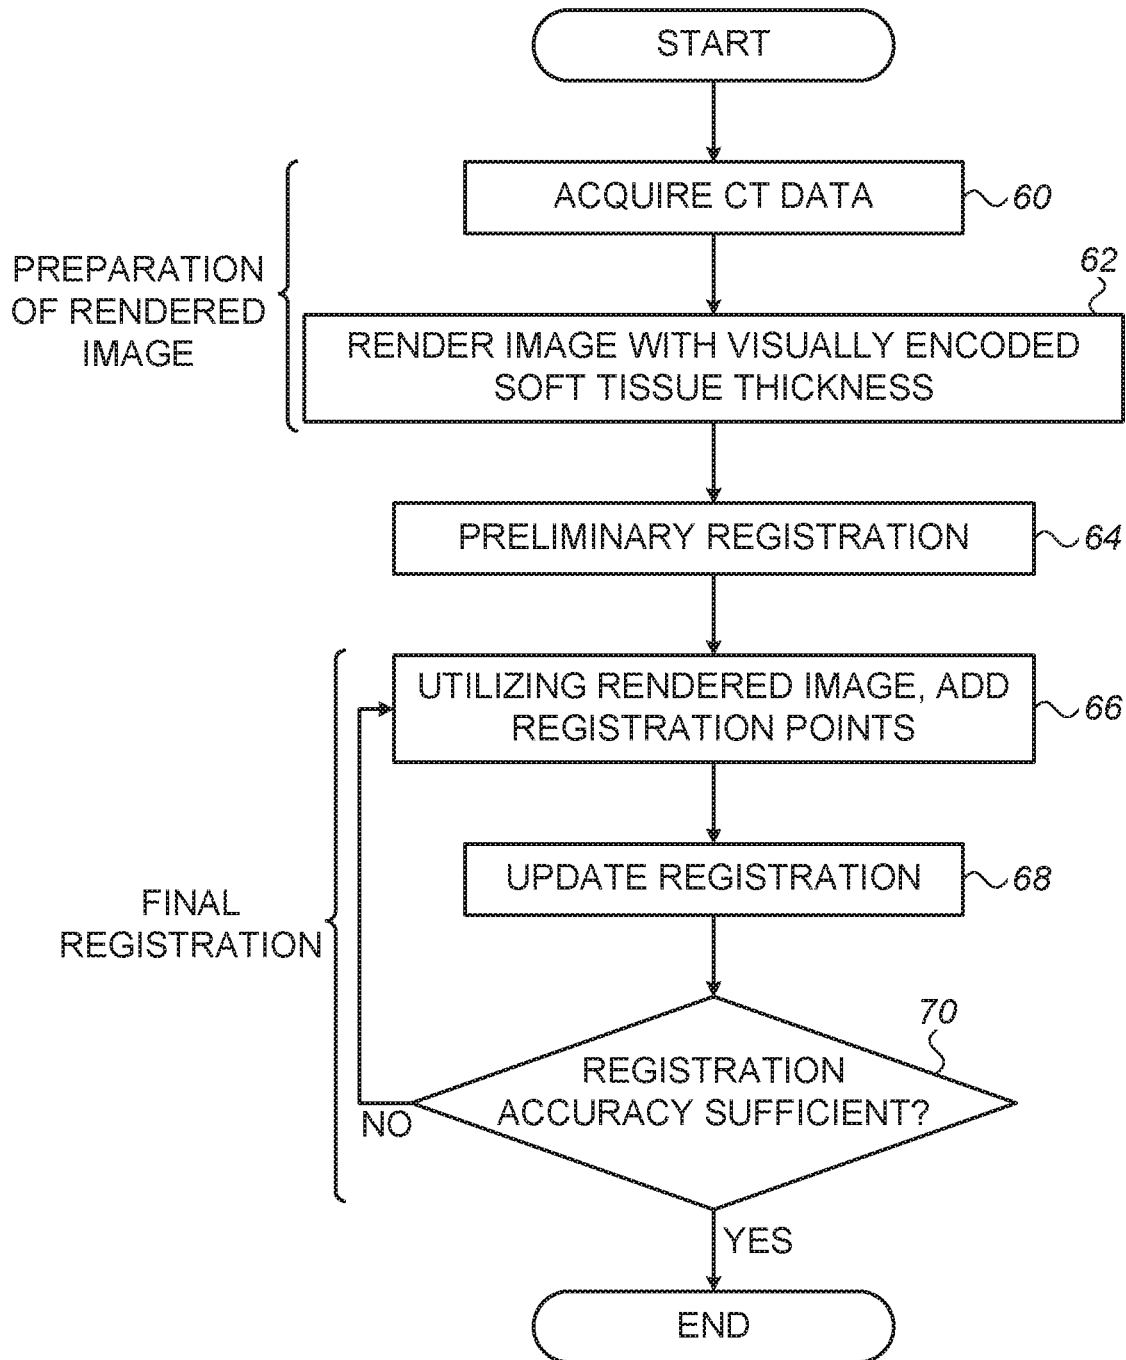 START
ACQUIRE CT DATA
60
PREPARATION
OF RENDERED
IMAGE
62
RENDER IMAGE WITH VISUALLY ENCODED
SOFT TISSUE THICKNESS
PRELIMINARY REGISTRATION
64
UTILIZING RENDERED IMAGE, ADD
REGISTRATION POINTS
66
UPDATE REGISTRATION
68
FINAL
REGISTRATION
70
REGISTRATION
ACCURACY SUFFICIENT?
NO
YES
END